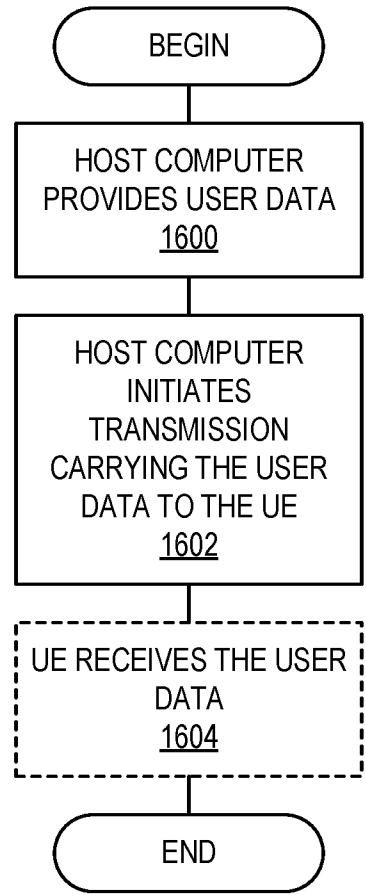 BEGIN
HOST COMPUTER
PROVIDES USER DATA
1600
HOST COMPUTER
INITIATES
TRANSMISSION
CARRYING THE USER
DATA TO THE UE
1602
UE RECEIVES THE USER
DATA
1604
END